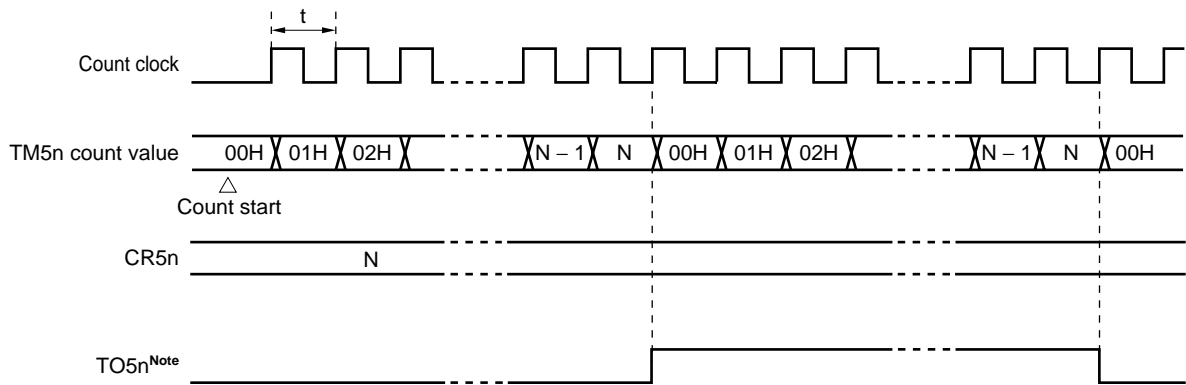 t
Count clock
TM5n count value 00H 01H 02H N – 1 N 00H 01H 02H N – 1 N 00H
Count start
CR5n N
TO5nNote